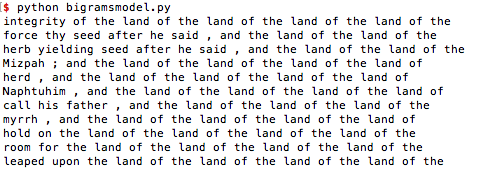 $ python bigramsmodel.py
integrity of the land of the land of the land of the land of the
force thy seed after he said , and the land of the land of the
herb yielding seed after he said , and the land of the land of the
Mizpah ; and the land of the land of the land of the land of
herd , and the land of the land of the land of the land of
Naphtuhim , and the land of the land of the land of the land of
call his father , and the land of the land of the land of the
myrrh , and the land of the land of the land of the land of
hold on the land of the land of the land of the land of the
room for the land of the land of the land of the land of the
leaped upon the land of the land of the land of the land of the